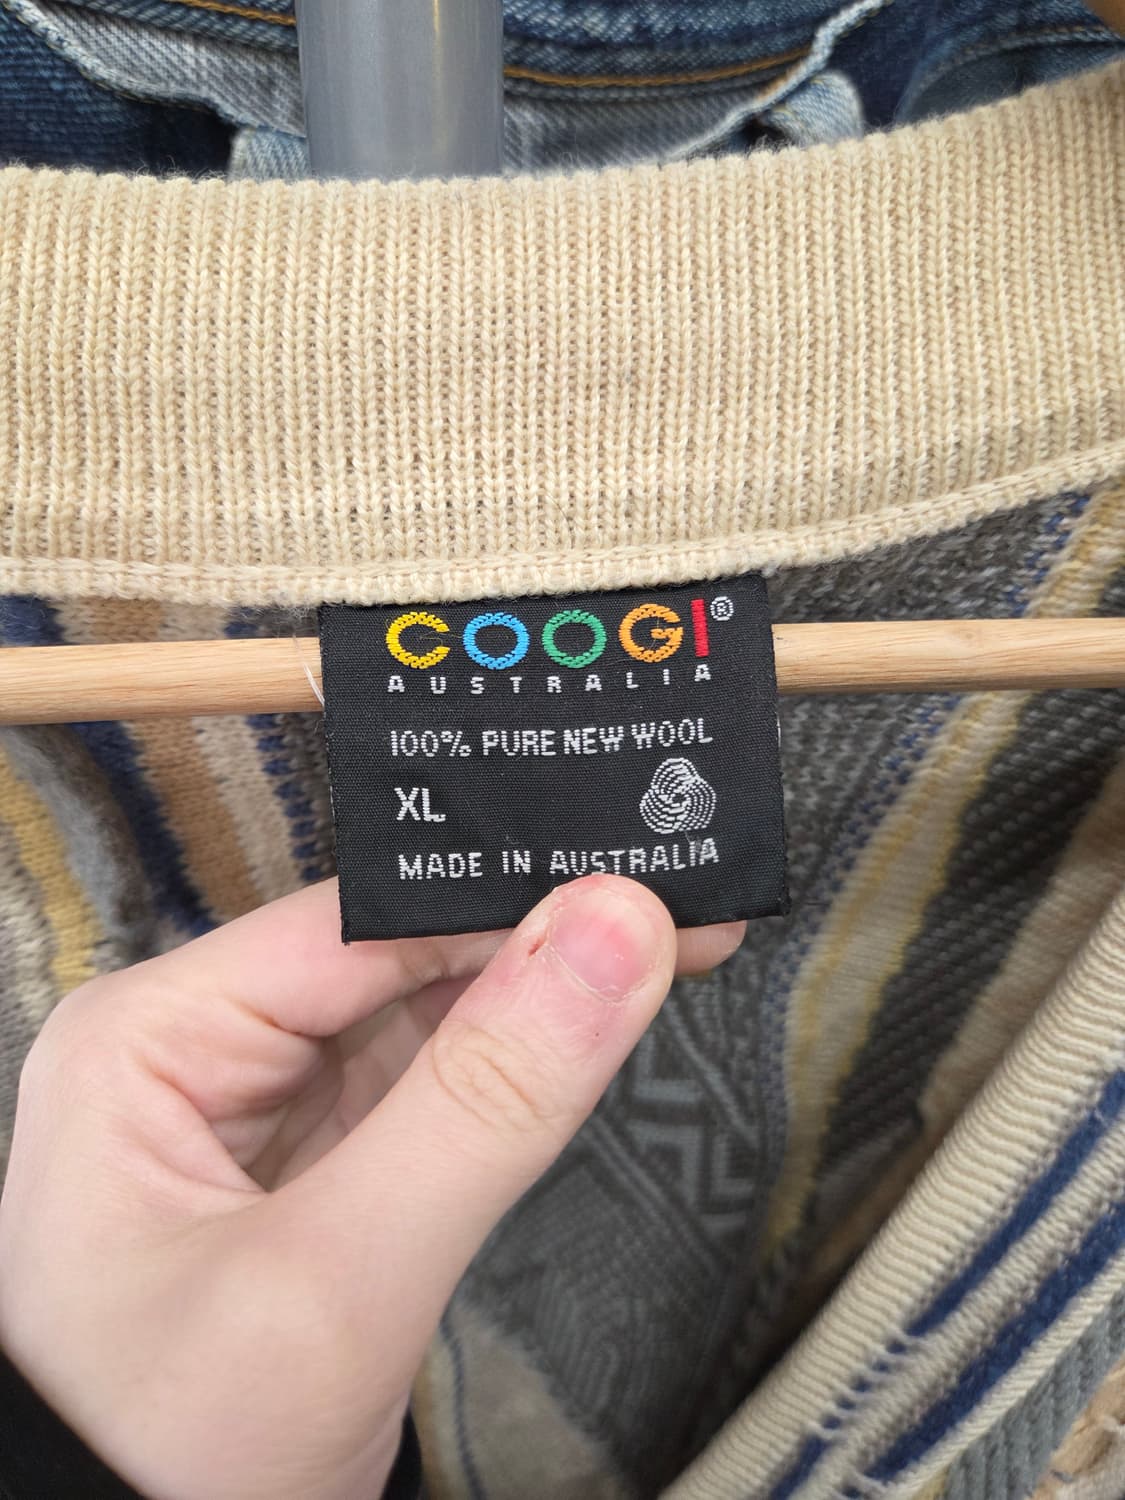 COOGI®
AUSTRALIA
100% PURE NEW WOOL
XL
MADE IN AUSTRALIA